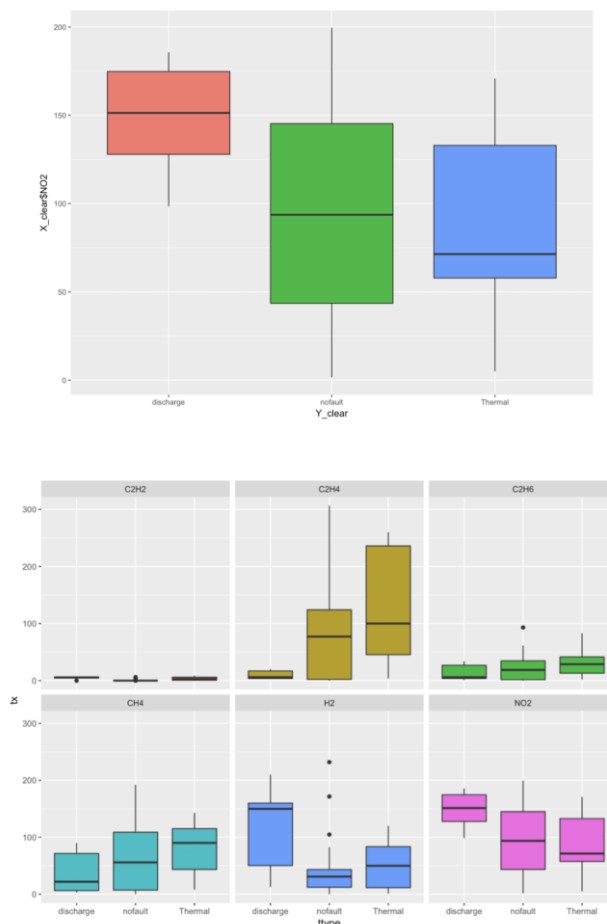 200
150
100
50
0
X_clear$NO2
discharge nofault Thermal
Y_clear
C2H2 C2H4 C2H6
300
200
100
0
tx
CH4 H2 NO2
300
200
100
0
discharge nofault Thermal discharge nofault Thermal discharge nofault Thermal
ttype